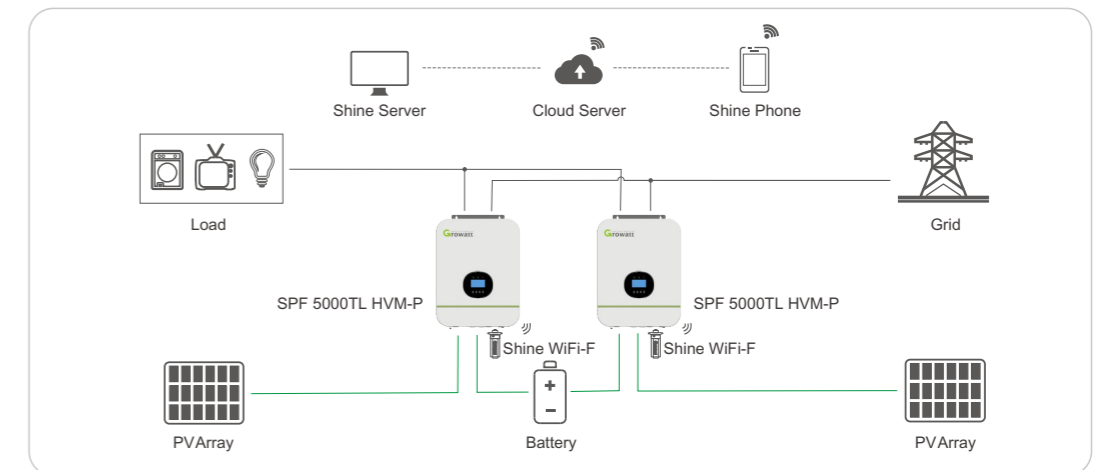 Shine Server
Cloud Server
Shine Phone
Load
Grid
Growatt
Growatt
SPF 5000TL HVM-P
SPF 5000TL HVM-P
Shine WiFi-F
Shine WiFi-F
PVArray
Battery
PVArray